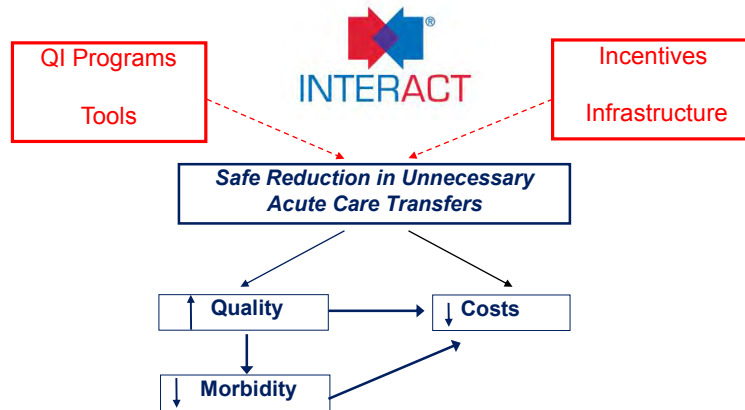 ®
INTERACT
QI Programs
Tools
Incentives
Infrastructure
Safe Reduction in Unnecessary
Acute Care Transfers
Quality
Costs
Morbidity